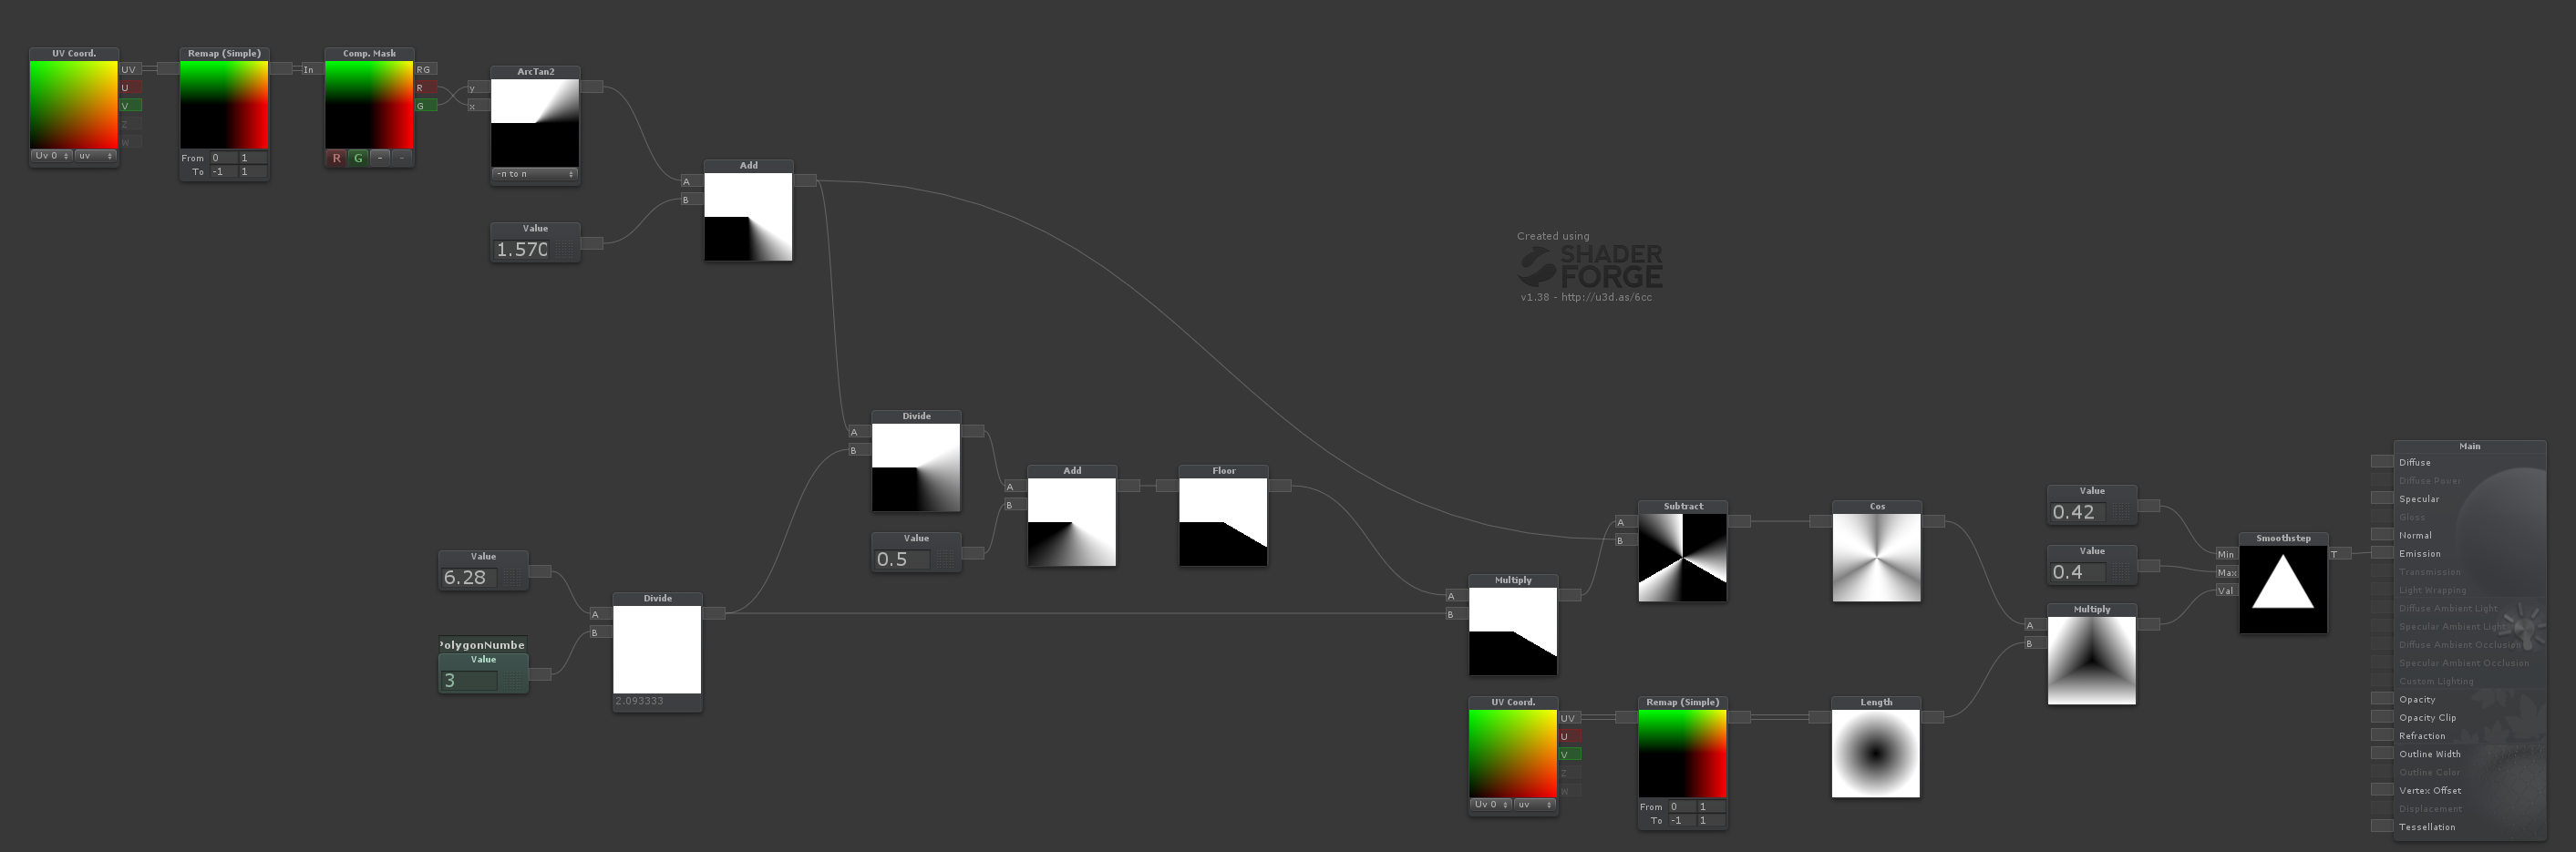 UV Coord.
UV
U
V
Z
W
Uv 0
uv
Remap (Simple)
From 0 1
To -1 1
Comp. Mask
In
RG
R
G
R G - -
ArcTan2
y
x
-π to π
Value
1.570
Add
A
B
Created using
SHADER
FORGE
v1.38 - http://u3d.as/6cc
Divide
A
B
Value
0.5
Add
A
B
Floor
Value
6.28
PolygonNumbe
Value
3
Divide
A
B
2.093333
Multiply
A
B
Subtract
A
B
Cos
UV Coord.
UV
U
V
Z
W
Uv 0
uv
Remap (Simple)
From 0 1
To -1 1
Length
Value
0.42
Value
0.4
Multiply
A
B
Smoothstep
Min
Max
Val
T
Main
Diffuse
Diffuse Power
Specular
Gloss
Normal
Emission
Transmission
Light Wrapping
Diffuse Ambient Light
Specular Ambient Light
Diffuse Ambient Occlusion
Specular Ambient Occlusion
Custom Lighting
Opacity
Opacity Clip
Refraction
Outline Width
Outline Color
Vertex Offset
Displacement
Tessellation